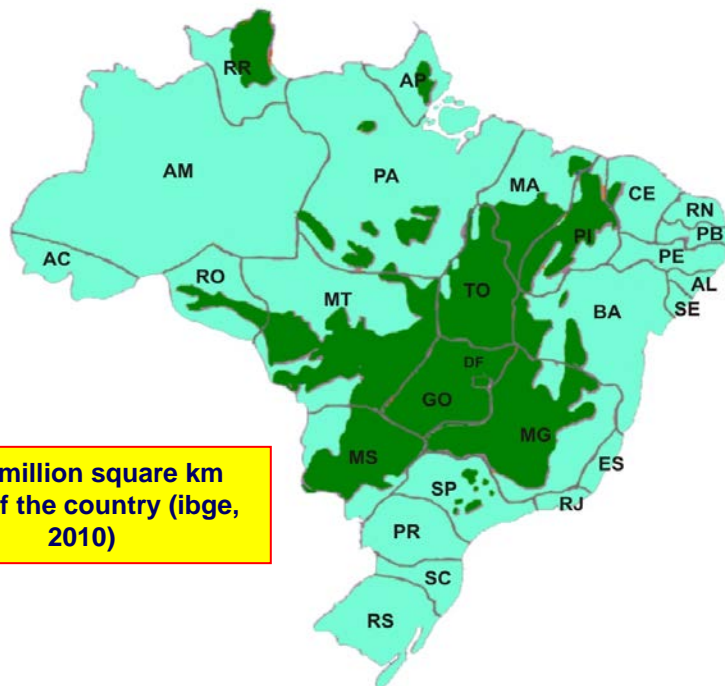 RR
AP
AM
PA
MA
CE
RN
PB
PI
PE
AC
AL
RO
TO
SE
MT
BA
DF
GO
MG
MS
ES
million square km
f the country (ibge,
2010)
SP
RJ
PR
SC
RS